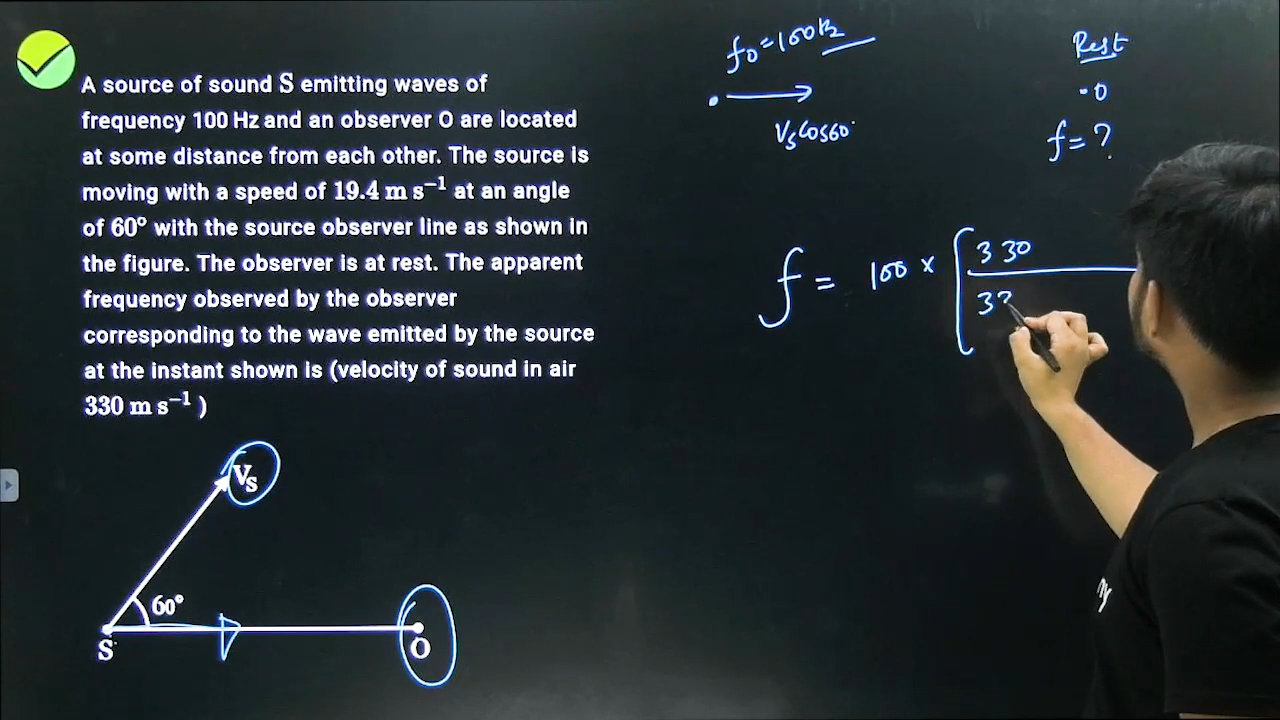 A source of sound S emitting waves of
frequency 100 Hz and an observer O are located
at some distance from each other. The source is
moving with a speed of 19.4 m s⁻¹ at an angle
of 60° with the source observer line as shown in
the figure. The observer is at rest. The apparent
frequency observed by the observer
corresponding to the wave emitted by the source
at the instant shown is (velocity of sound in air
330 m s⁻¹ )
V_S
60°
S
O
f0=100Hz
Rest
O
V_s cos60°
f=?
f = 100 × [ 330
33